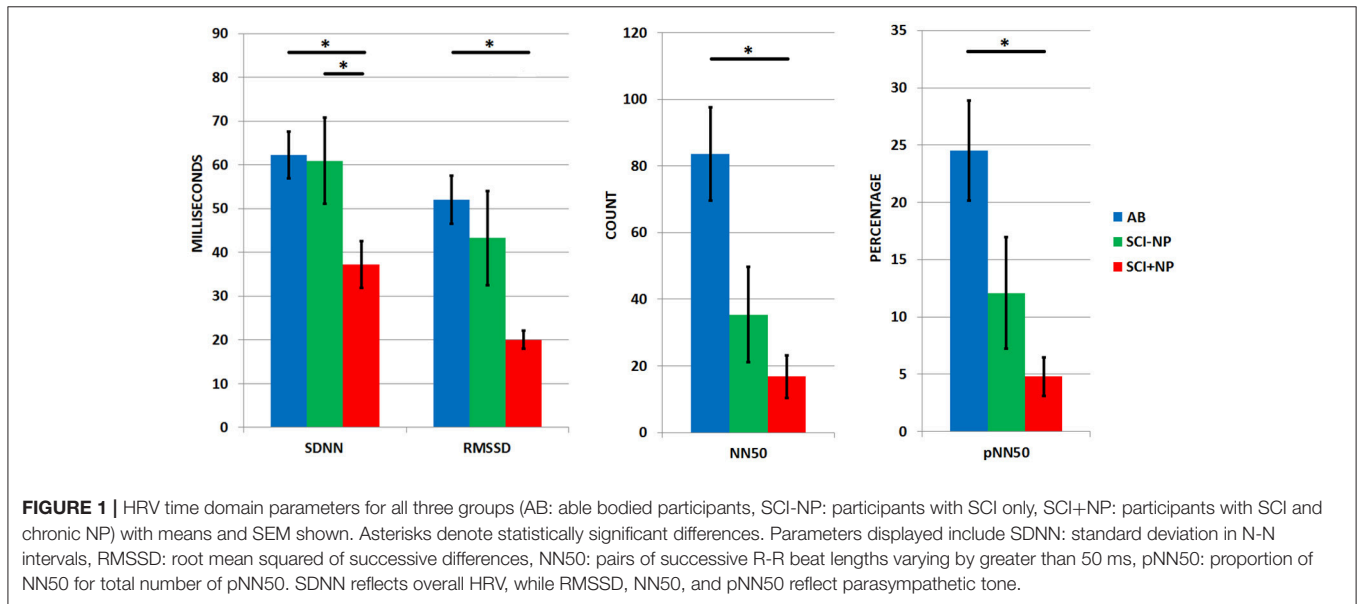 90
80
70
60
50
40
30
20
10
0
MILLISECONDS
* *
*
SDNN RMSSD
120
100
80
60
40
20
0
COUNT
*
NN50
35
30
25
20
15
10
5
0
PERCENTAGE
*
pNN50
AB
SCI-NP
SCI+NP
FIGURE 1 | HRV time domain parameters for all three groups (AB: able bodied participants, SCI-NP: participants with SCI only, SCI+NP: participants with SCI and
chronic NP) with means and SEM shown. Asterisks denote statistically significant differences. Parameters displayed include SDNN: standard deviation in N-N
intervals, RMSSD: root mean squared of successive differences, NN50: pairs of successive R-R beat lengths varying by greater than 50 ms, pNN50: proportion of
NN50 for total number of pNN50. SDNN reflects overall HRV, while RMSSD, NN50, and pNN50 reflect parasympathetic tone.